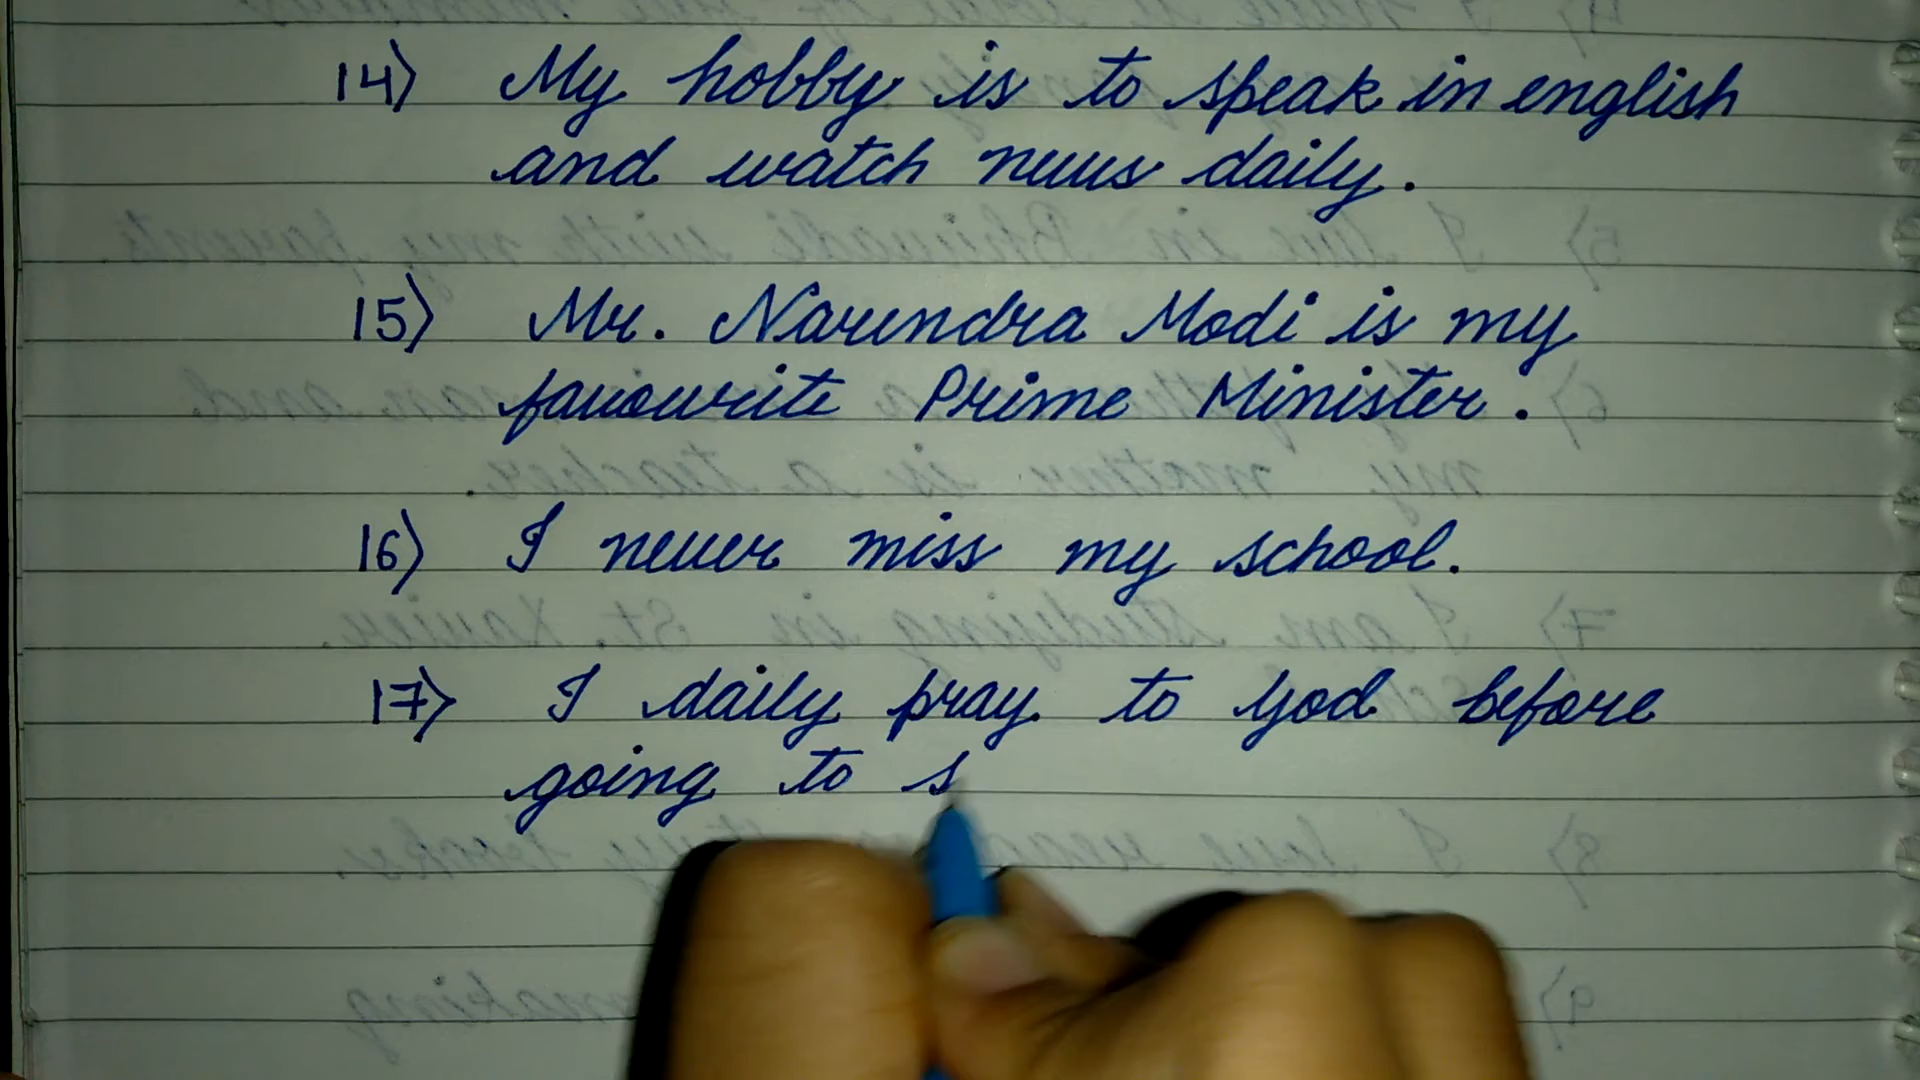 14) My hobby is to speak in english
and watch news daily.
15) Mr. Narendra Modi is my
favourite Prime Minister.
16) I never miss my school.
17) I daily pray to God before
going to s